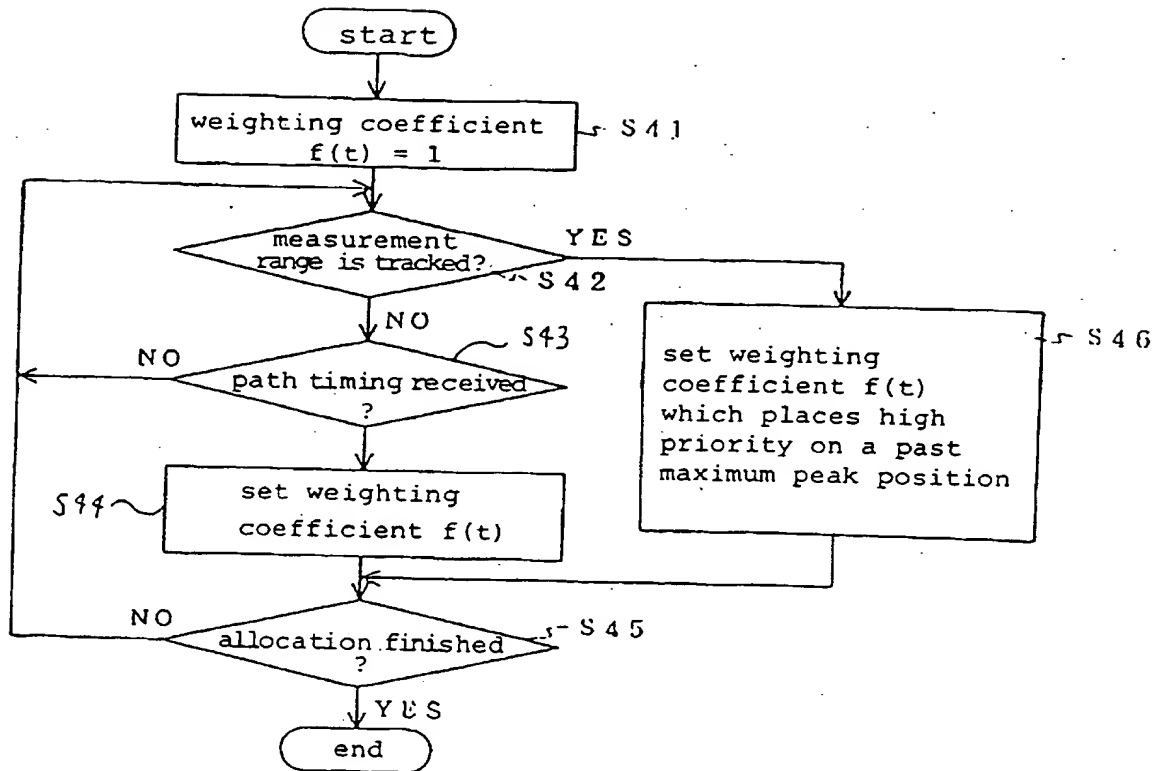 start
weighting coefficient
f(t) = 1
S41
measurement
range is tracked?
YES
S42
NO
S43
NO
path timing received
?
S46
set weighting
coefficient f(t)
which places high
priority on a past
maximum peak position
S44
set weighting
coefficient f(t)
NO
allocation finished
?
S45
YES
end